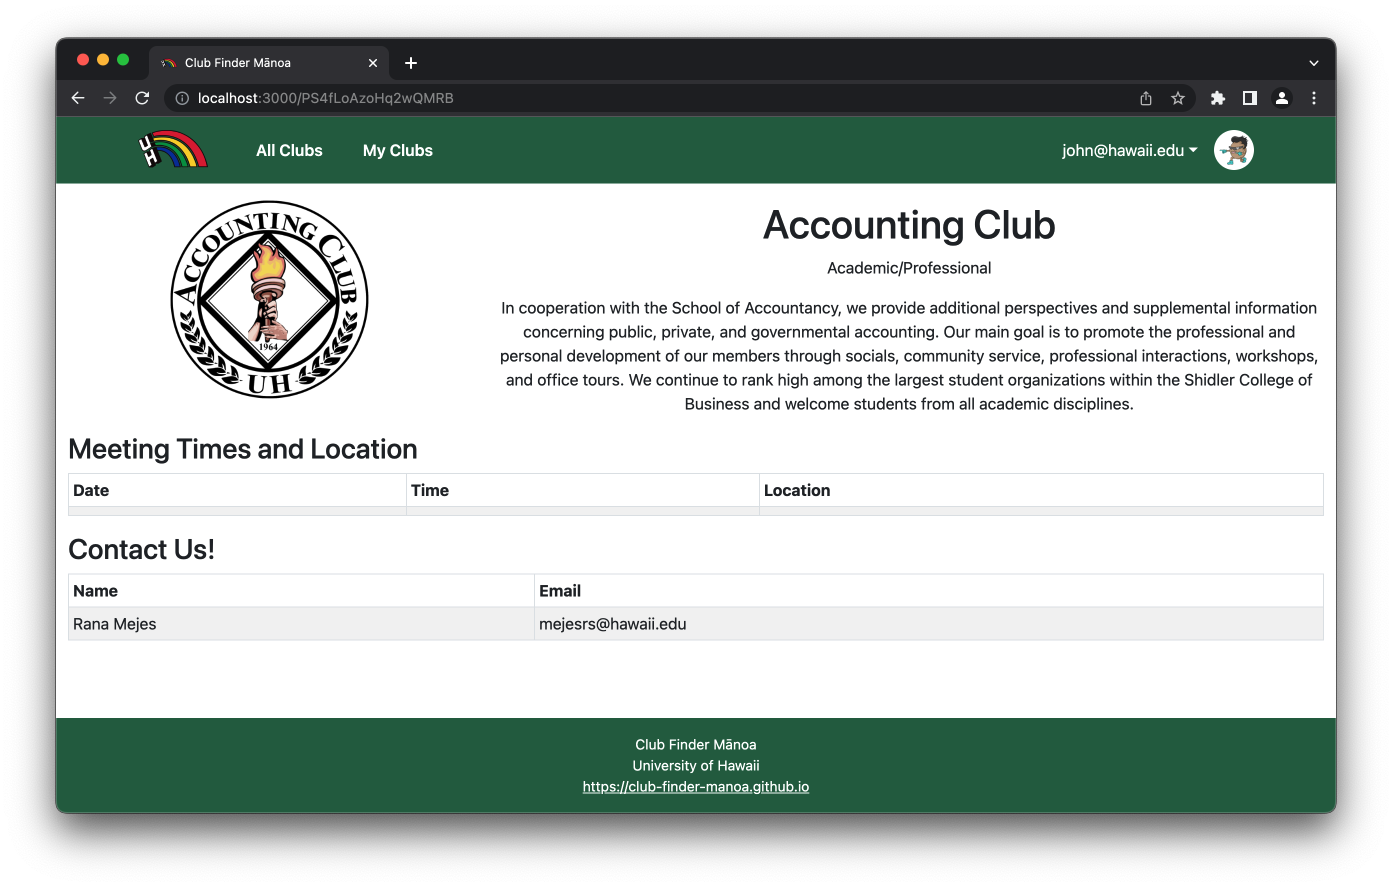 Club Finder Mānoa
localhost:3000/PS4fLoAzoHq2wQMRB
UH
All Clubs
My Clubs
john@hawaii.edu
ACCOUNTING CLUB
1964
UH
Accounting Club
Academic/Professional
In cooperation with the School of Accountancy, we provide additional perspectives and supplemental information
concerning public, private, and governmental accounting. Our main goal is to promote the professional and
personal development of our members through socials, community service, professional interactions, workshops,
and office tours. We continue to rank high among the largest student organizations within the Shidler College of
Business and welcome students from all academic disciplines.
Meeting Times and Location
Date Time Location
Contact Us!
Name Email
Rana Mejes mejesrs@hawaii.edu
Club Finder Mānoa
University of Hawaii
https://club-finder-manoa.github.io